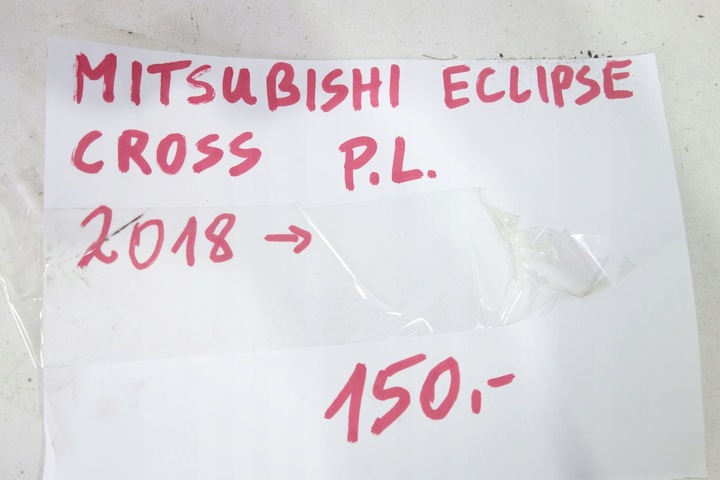 MITSUBISHI ECLIPSE
CROSS P.L.
2018 →
150.-